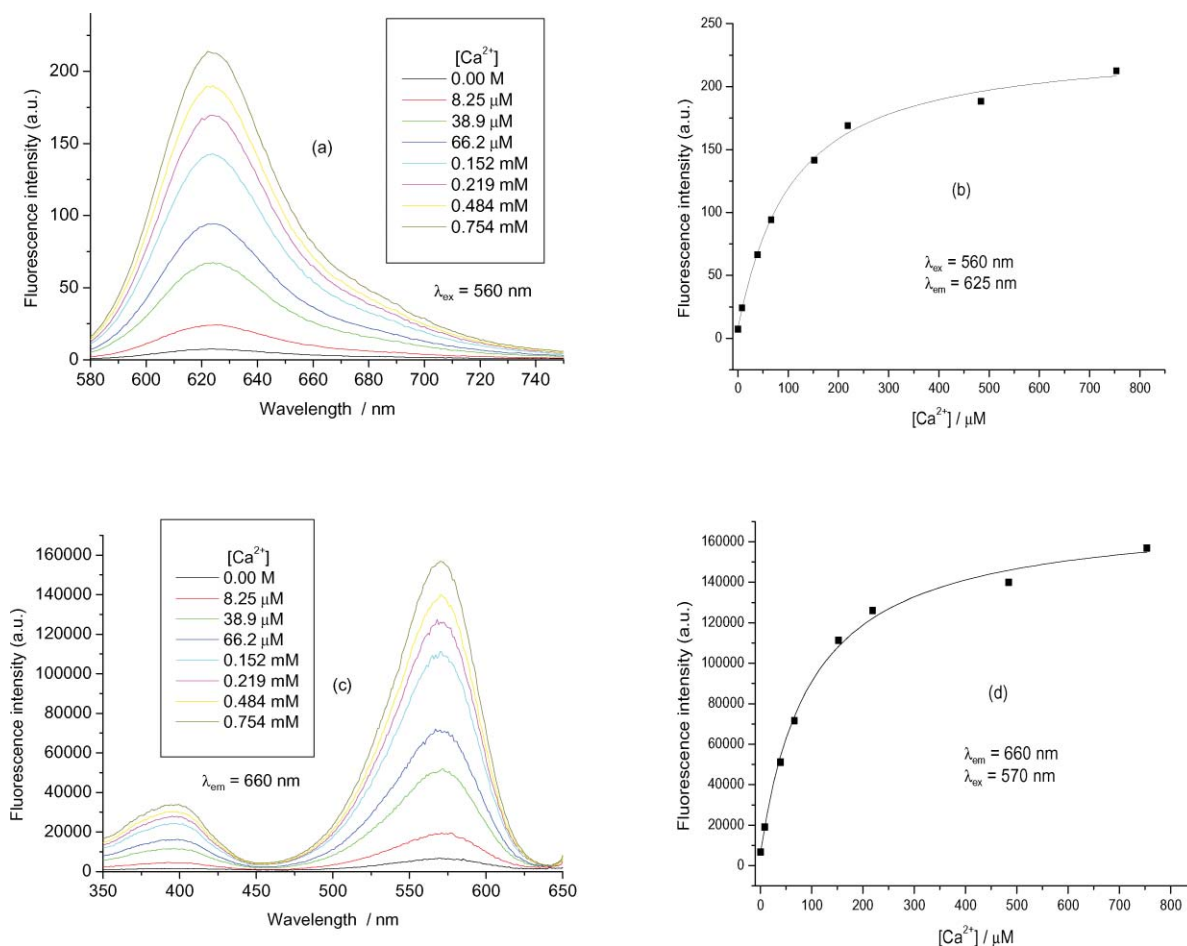 [Ca²⁺]
0.00 M
8.25 μM
38.9 μM
66.2 μM
0.152 mM
0.219 mM
0.484 mM
0.754 mM
(a)
λex = 560 nm
Fluorescence intensity (a.u.)
200
150
100
50
0
580 600 620 640 660 680 700 720 740
Wavelength / nm
Fluorescence intensity (a.u.)
250
200
150
100
50
0
(b)
λex = 560 nm
λem = 625 nm
0 100 200 300 400 500 600 700 800
[Ca²⁺] / μM
[Ca²⁺]
0.00 M
8.25 μM
38.9 μM
66.2 μM
0.152 mM
0.219 mM
0.484 mM
0.754 mM
(c)
λem = 660 nm
Fluorescence intensity (a.u.)
160000
140000
120000
100000
80000
60000
40000
20000
0
350 400 450 500 550 600 650
Wavelength / nm
Fluorescence intensity (a.u.)
160000
140000
120000
100000
80000
60000
40000
20000
0
(d)
λem = 660 nm
λex = 570 nm
0 100 200 300 400 500 600 700 800
[Ca²⁺] / μM